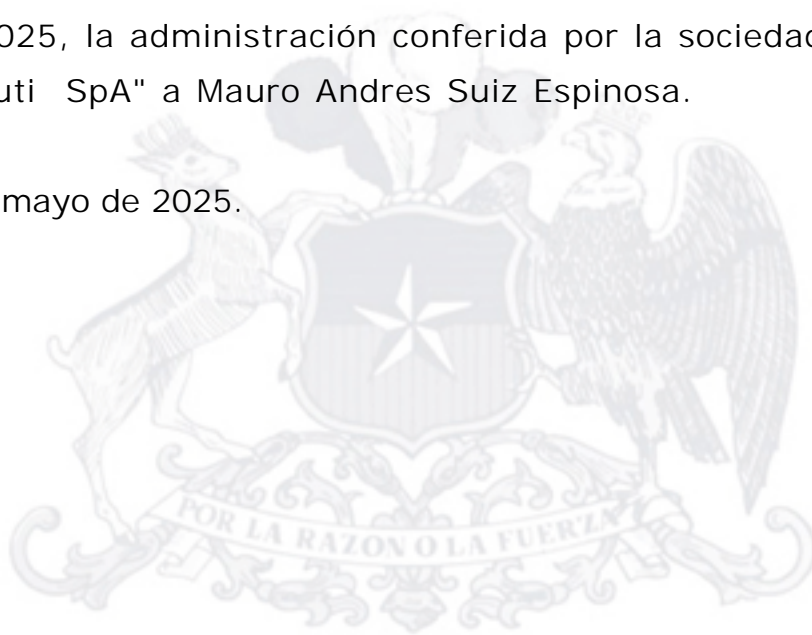 025, la administración conferida por la sociedad
uti SpA" a Mauro Andres Suiz Espinosa.
mayo de 2025.
POR LA RAZON O LA FUERZA